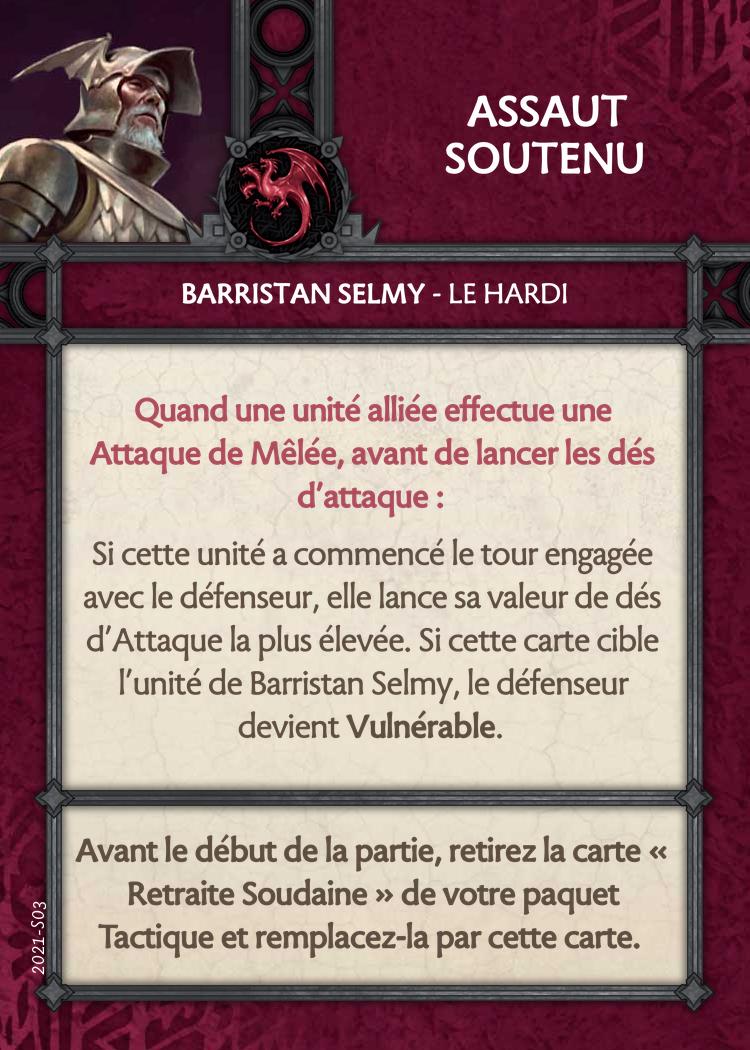 ASSAUT
SOUTENU
BARRISTAN SELMY - LE HARDI
Quand une unité alliée effectue une
Attaque de Mêlée, avant de lancer les dés
d'attaque :
Si cette unité a commencé le tour engagée
avec le défenseur, elle lance sa valeur de dés
d'Attaque la plus élevée. Si cette carte cible
l'unité de Barristan Selmy, le défenseur
devient Vulnérable.
Avant le début de la partie, retirez la carte «
Retraite Soudaine » de votre paquet
Tactique et remplacez-la par cette carte.
2021-S03